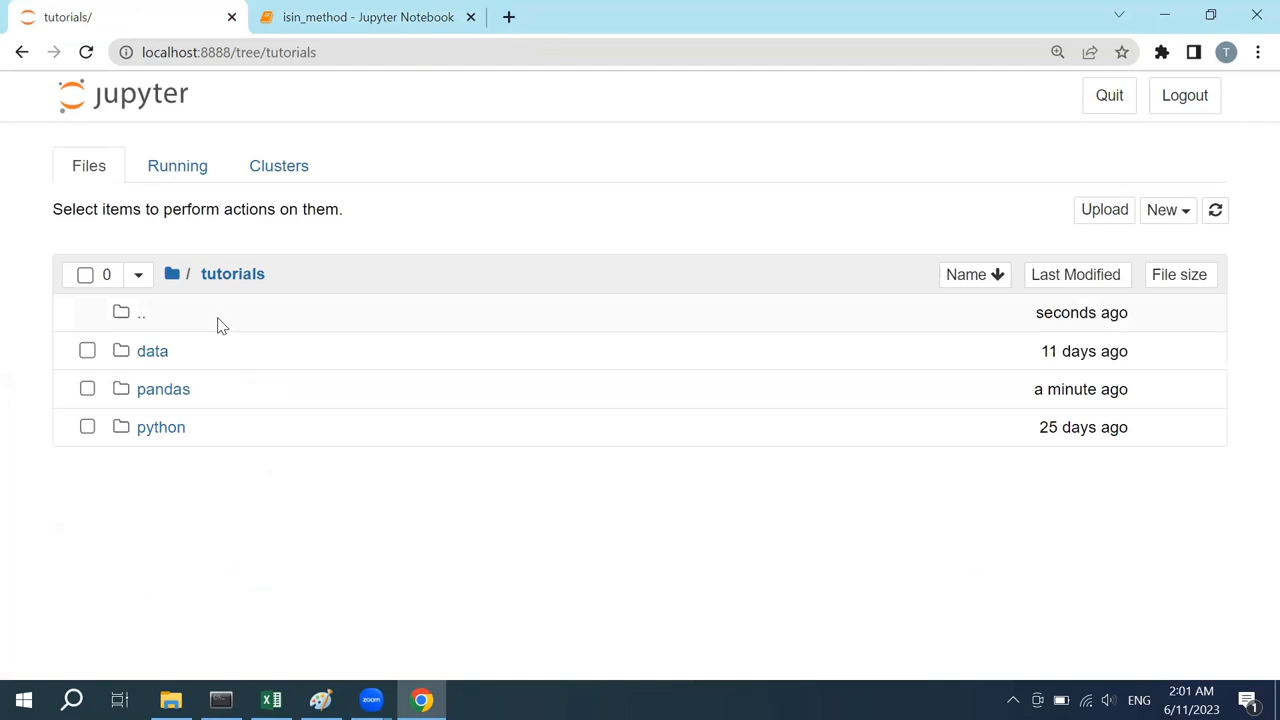 tutorials/
isin_method - Jupyter Notebook
localhost:8888/tree/tutorials
T
jupyter
Quit
Logout
Files
Running
Clusters
Select items to perform actions on them.
Upload
New
0
/ tutorials
Name
Last Modified
File size
..
seconds ago
data
11 days ago
pandas
a minute ago
python
25 days ago
zoom
ENG
2:01 AM
6/11/2023
1